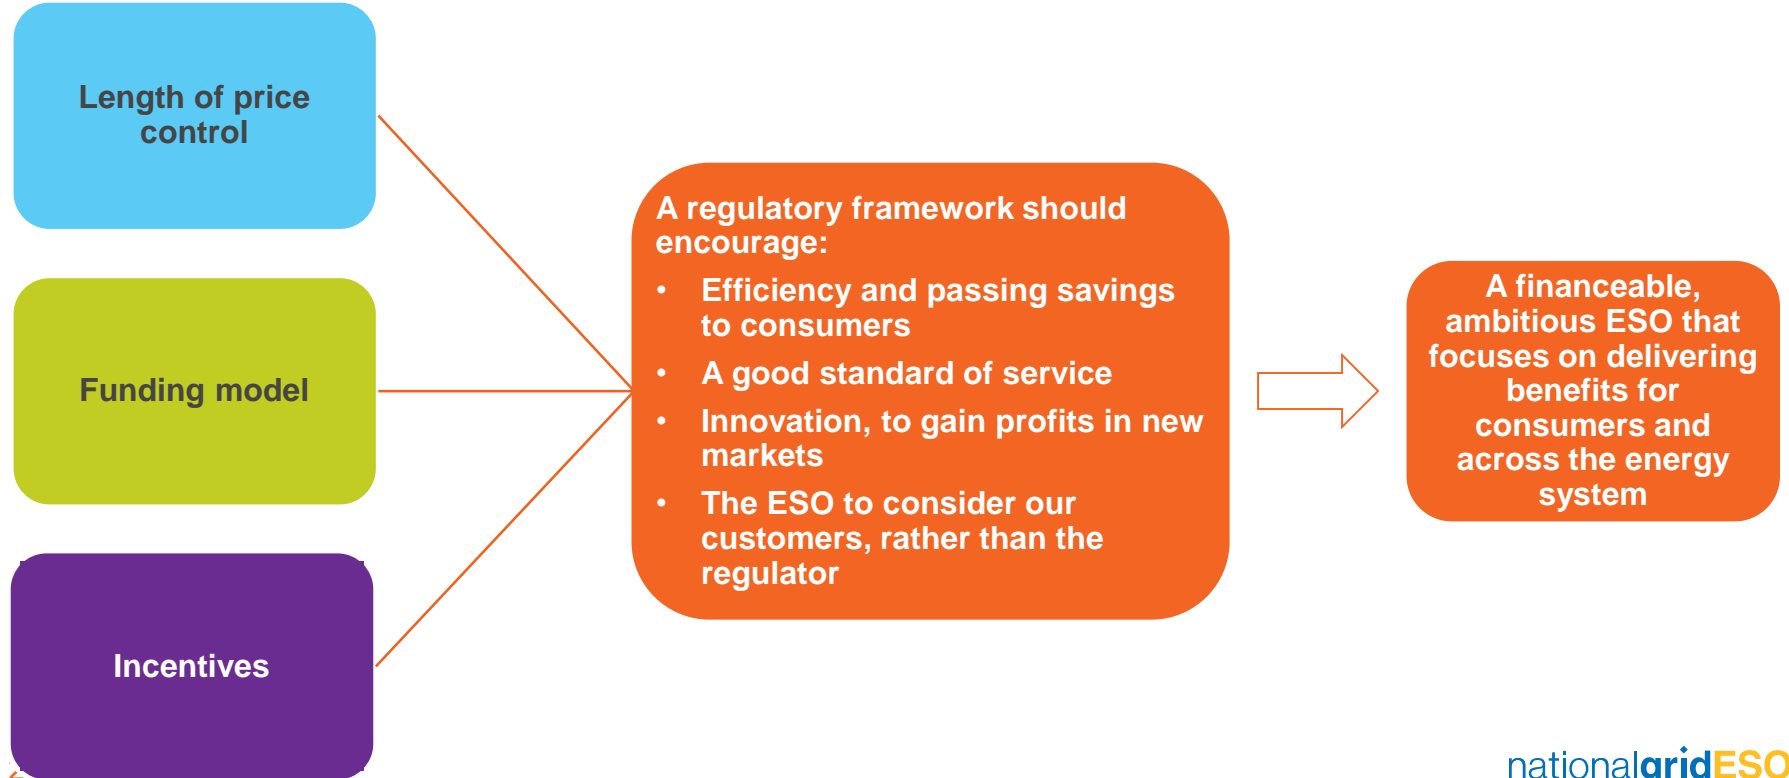 Length of price
control
Funding model
Incentives
A regulatory framework should
encourage:
• Efficiency and passing savings
to consumers
• A good standard of service
• Innovation, to gain profits in new
markets
• The ESO to consider our
customers, rather than the
regulator
A financeable,
ambitious ESO that
focuses on delivering
benefits for
consumers and
across the energy
system
nationalgridESO